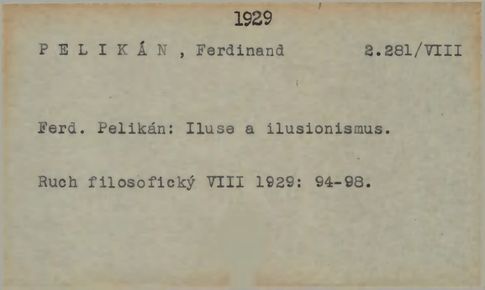 1929
P E L I K Á N , Ferdinand 2.281/VIII
Ferd. Pelikán: Iluse a ilusionismus.
Ruch filosofický VIII 1929: 94-98.